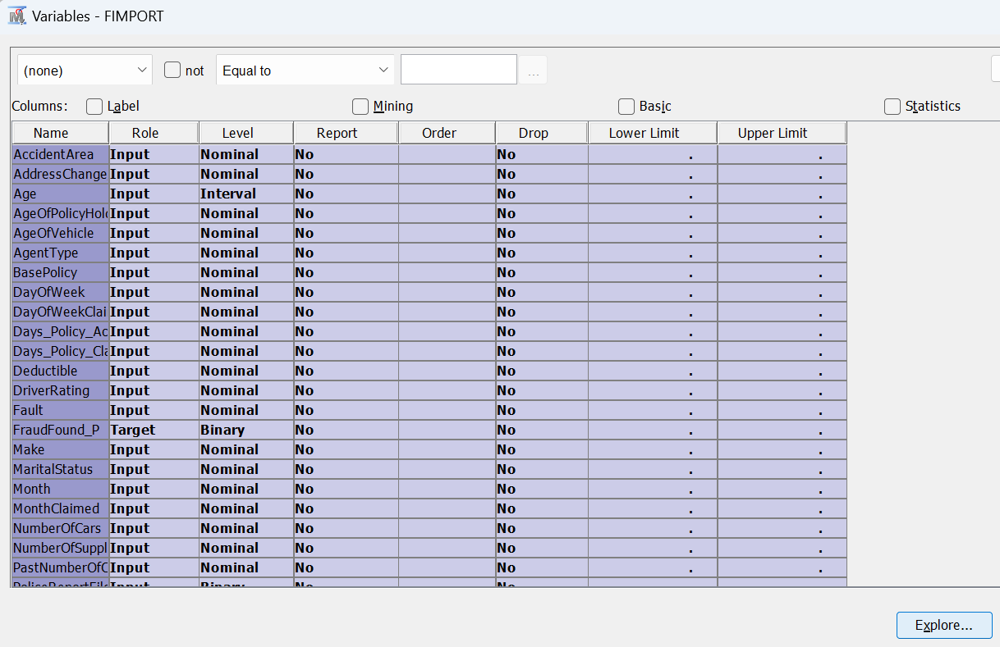 Variables - FIMPORT
(none) not Equal to ...
Columns: Label Mining Basic Statistics
Name Role Level Report Order Drop Lower Limit Upper Limit
AccidentArea Input Nominal No No . .
AddressChange Input Nominal No No . .
Age Input Interval No No . .
AgeOfPolicyHol Input Nominal No No . .
AgeOfVehicle Input Nominal No No . .
AgentType Input Nominal No No . .
BasePolicy Input Nominal No No . .
DayOfWeek Input Nominal No No . .
DayOfWeekClai Input Nominal No No . .
Days_Policy_Ac Input Nominal No No . .
Days_Policy_Cla Input Nominal No No . .
Deductible Input Nominal No No . .
DriverRating Input Nominal No No . .
Fault Input Nominal No No . .
FraudFound_P Target Binary No No . .
Make Input Nominal No No . .
MaritalStatus Input Nominal No No . .
Month Input Nominal No No . .
MonthClaimed Input Nominal No No . .
NumberOfCars Input Nominal No No . .
NumberOfSuppl Input Nominal No No . .
PastNumberOfC Input Nominal No No . .
PoliceReportFile Input Binary No No
Explore...